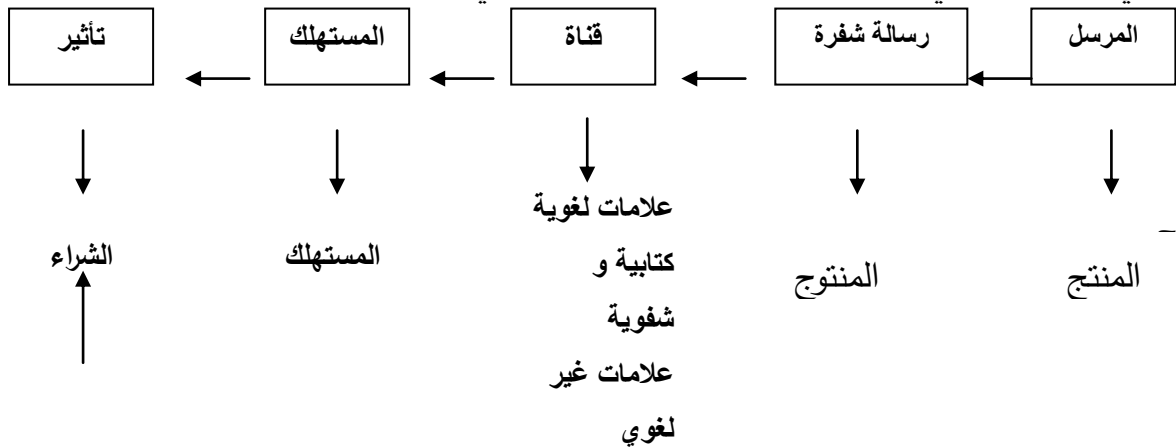 المرسل
رسالة شفرة
قناة
المستهلك
تأثير
المنتج
المنتوج
علامات لغوية
كتابية و
شفوية
علامات غير
لغوي
المستهلك
الشراء